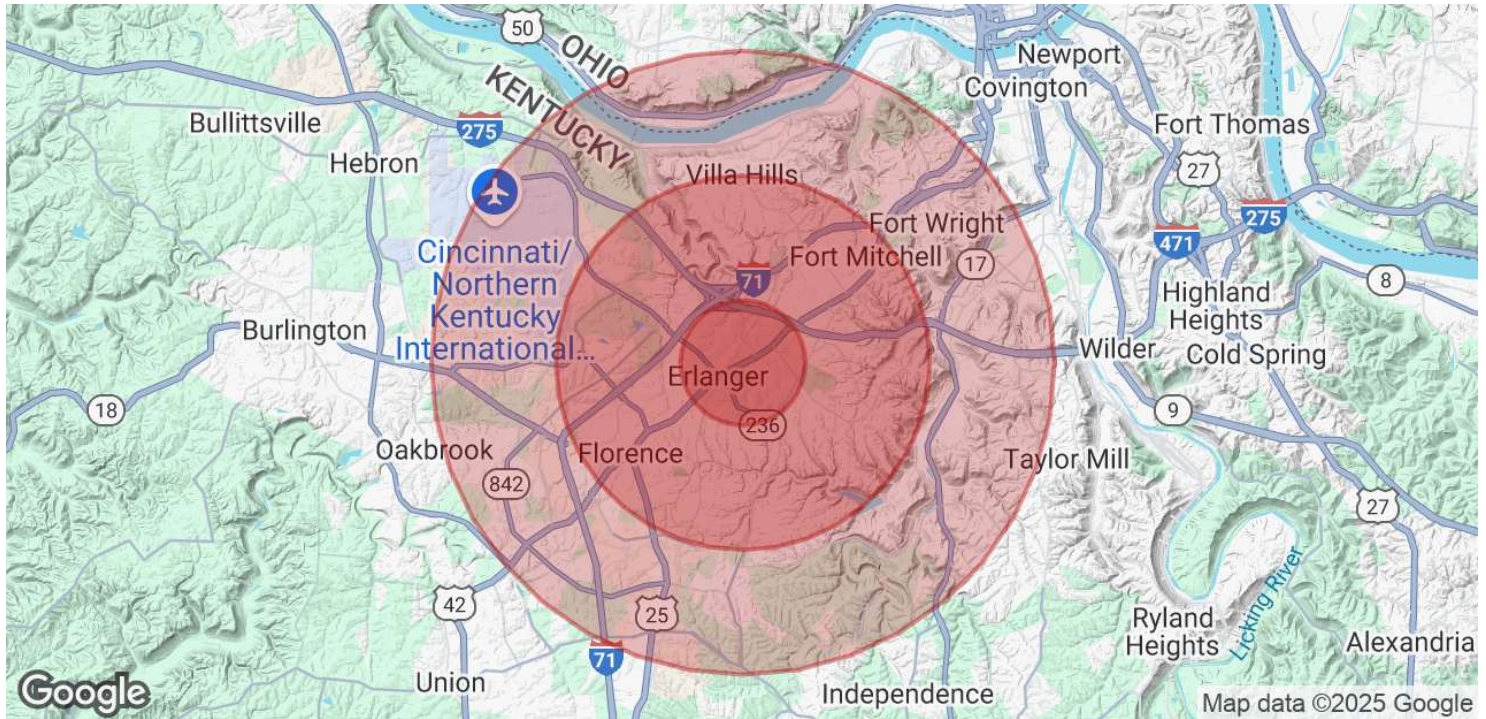 50
OHIO
KENTUCKY
Newport
Covington
Bullittsville
275
Fort Thomas
Hebron
27
Villa Hills
Fort Wright
275
Cincinnati/
Northern
Kentucky
International...
Fort Mitchell
471
17
71
8
Highland
Heights
Burlington
Wilder
Cold Spring
Erlanger
18
9
236
Oakbrook
Florence
Taylor Mill
842
27
42
25
Licking River
Ryland
Heights
Alexandria
71
Union
Independence
Google
Map data ©2025 Google